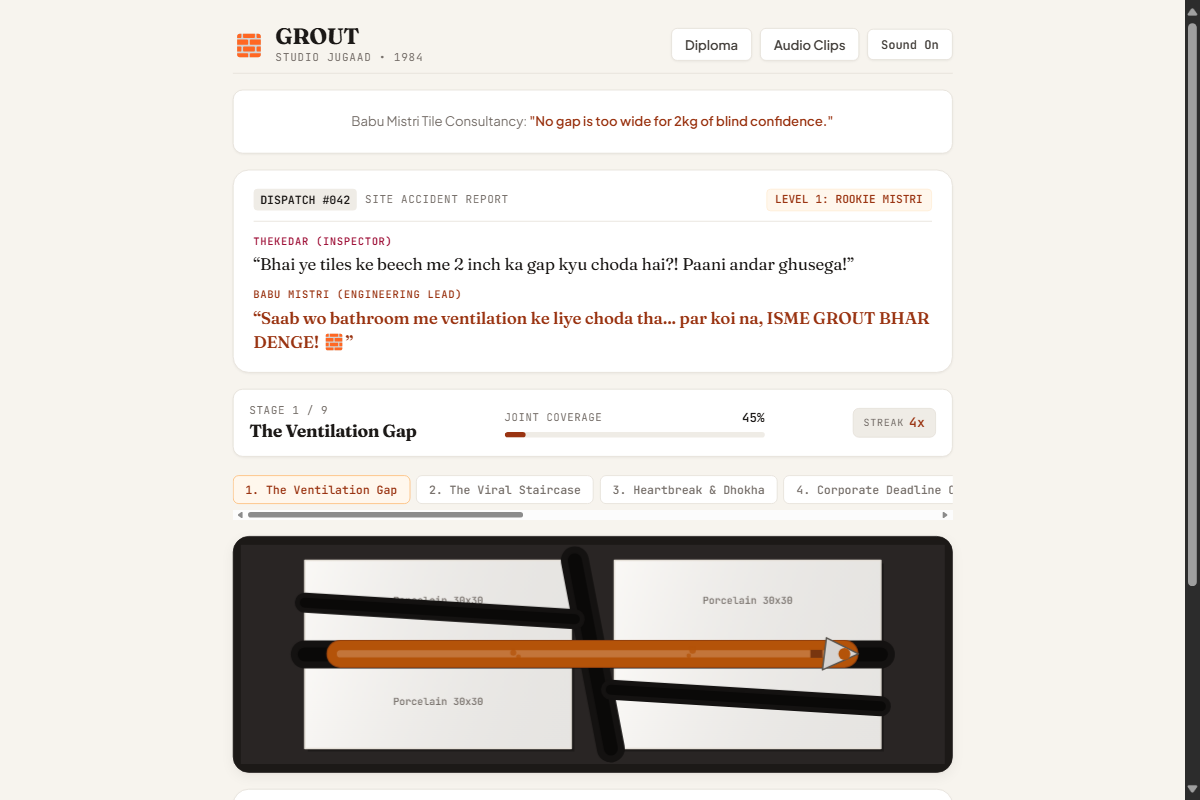 GROUT
STUDIO JUGAAD • 1984
Diploma
Audio Clips
Sound On
Babu Mistri Tile Consultancy: "No gap is too wide for 2kg of blind confidence."
DISPATCH #042 SITE ACCIDENT REPORT
LEVEL 1: ROOKIE MISTRI
THEKEDAR (INSPECTOR)
“Bhai ye tiles ke beech me 2 inch ka gap kyu choda hai?! Paani andar ghusega!”
BABU MISTRI (ENGINEERING LEAD)
“Saab wo bathroom me ventilation ke liye choda tha... par koi na, ISME GROUT BHAR
DENGE! 🧱”
STAGE 1 / 9
The Ventilation Gap
JOINT COVERAGE 45%
STREAK 4x
1. The Ventilation Gap
2. The Viral Staircase
3. Heartbreak & Dhokha
4. Corporate Deadline
Porcelain 30x30
Porcelain 30x30
Porcelain 30x30